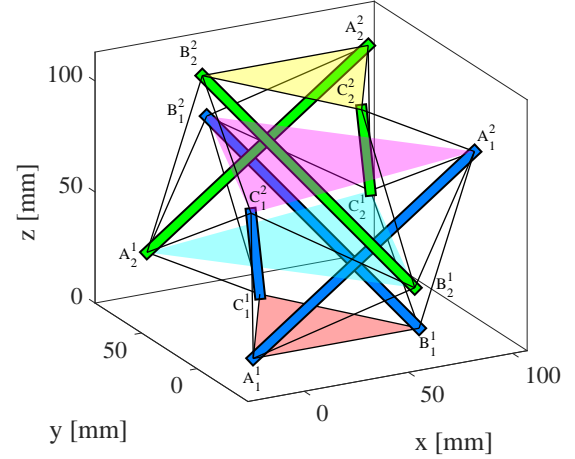 A₂²
B₂²
100
C₂²
B₁²
A₁²
50
z [mm]
C₁²
C₂¹
A₂¹
B₂¹
0
C₁¹
B₁¹
50
A₁¹
0
100
50
0
y [mm]
x [mm]